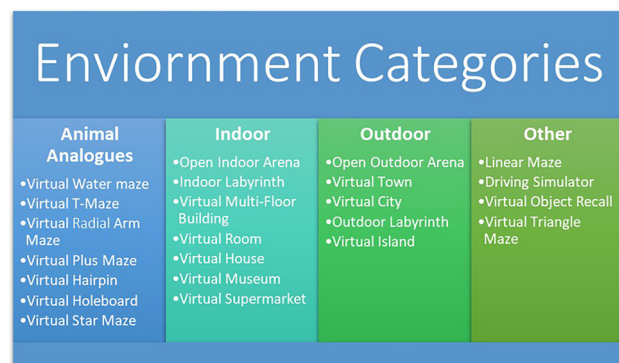 Enviornment Categories
Animal
Analogues
•Virtual Water maze
•Virtual T-Maze
•Virtual Radial Arm
Maze
•Virtual Plus Maze
•Virtual Hairpin
•Virtual Holeboard
•Virtual Star Maze
Indoor
•Open Indoor Arena
•Indoor Labyrinth
•Virtual Multi-Floor
Building
•Virtual Room
•Virtual House
•Virtual Museum
•Virtual Supermarket
Outdoor
•Open Outdoor Arena
•Virtual Town
•Virtual City
•Outdoor Labyrinth
•Virtual Island
Other
•Linear Maze
•Driving Simulator
•Virtual Object Recall
•Virtual Triangle
Maze